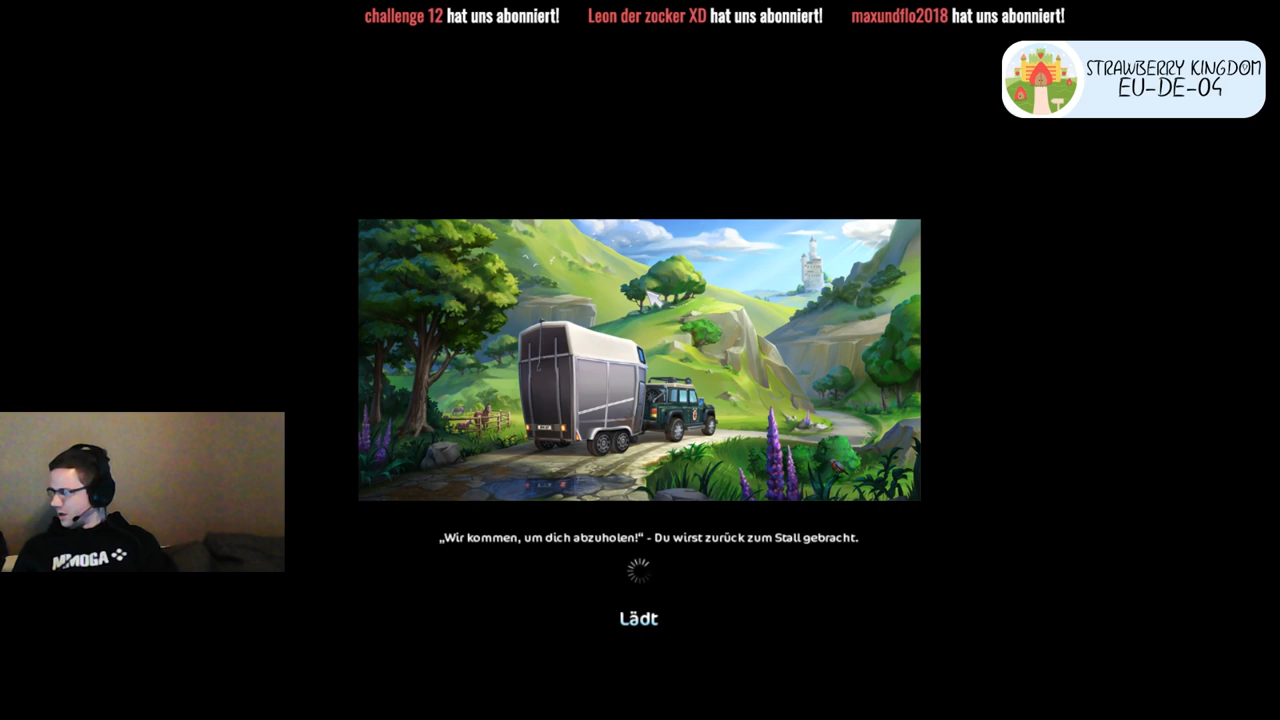 challenge 12 hat uns abonniert! Leon der zocker XD hat uns abonniert! maxundflo2018 hat uns abonniert!
STRAWBERRY KINGDOM
EU-DE-04
„Wir kommen, um dich abzuholen!“ - Du wirst zurück zum Stall gebracht.
MMOGA
Lädt